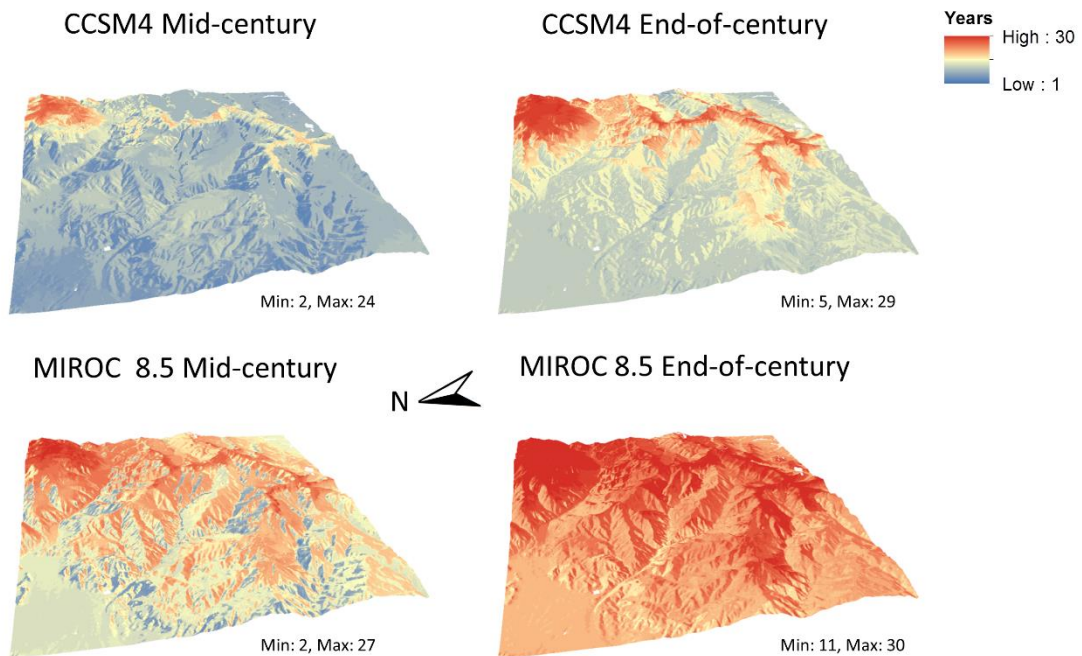 CCSM4 Mid-century
CCSM4 End-of-century
Years
High : 30
Low : 1
Min: 2, Max: 24
Min: 5, Max: 29
MIROC  8.5 Mid-century
MIROC 8.5 End-of-century
N
Min: 2, Max: 27
Min: 11, Max: 30